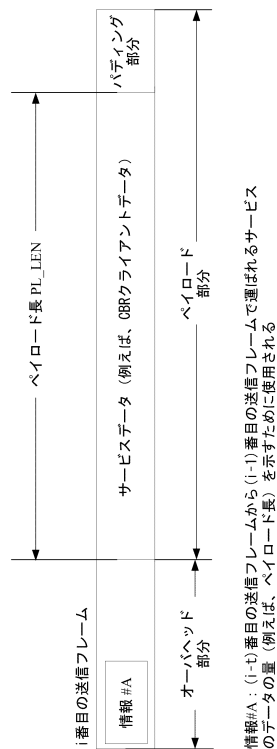 i番目の送信フレーム
ペイロード長 PL_LEN
情報 #A
サービスデータ (例えば、CBRクライアントデータ)
パディング
部分
オーバヘッド
部分
ペイロード
部分
情報#A：(i-t)番目の送信フレームから(i-1)番目の送信フレームで運ばれるサービス
のデータの量 (例えば、ペイロード長) を示すために使用される